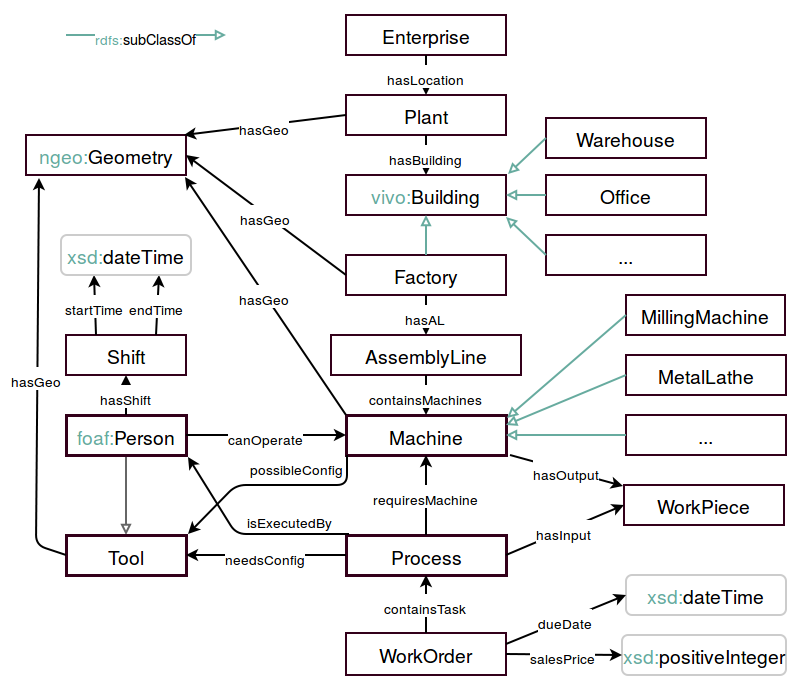 Enterprise
rdfs:subClassOf
hasLocation
Plant
hasGeo
Warehouse
ngeo:Geometry
hasBuilding
vivo:Building
Office
hasGeo
xsd:dateTime
Factory
...
hasGeo
startTime endTime
hasAL
MillingMachine
Shift
AssemblyLine
MetalLathe
hasGeo
hasShift
containsMachines
foaf:Person
canOperate
Machine
...
possibleConfig
hasOutput
requiresMachine
WorkPiece
isExecutedBy
hasInput
Tool
needsConfig
Process
containsTask
xsd:dateTime
dueDate
WorkOrder
salesPrice
xsd:positiveInteger